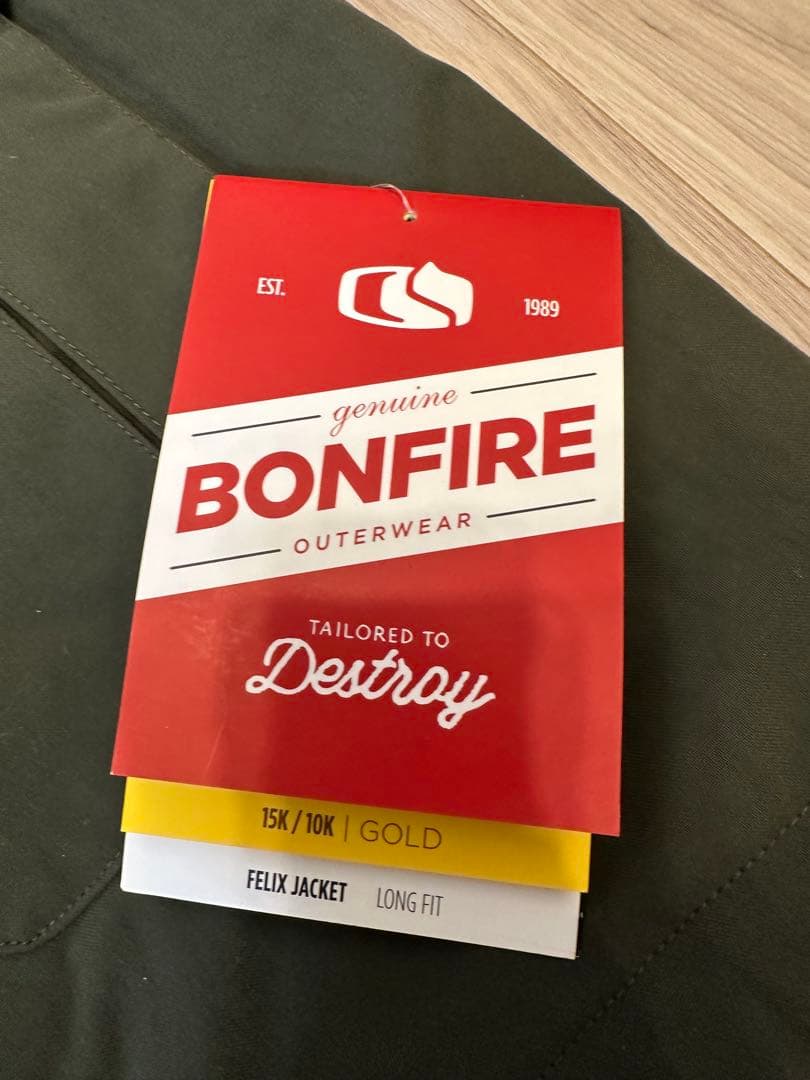 EST.
1989
genuine
BONFIRE
OUTERWEAR
TAILORED TO
Destroy
15K / 10K | GOLD
FELIX JACKET LONG FIT